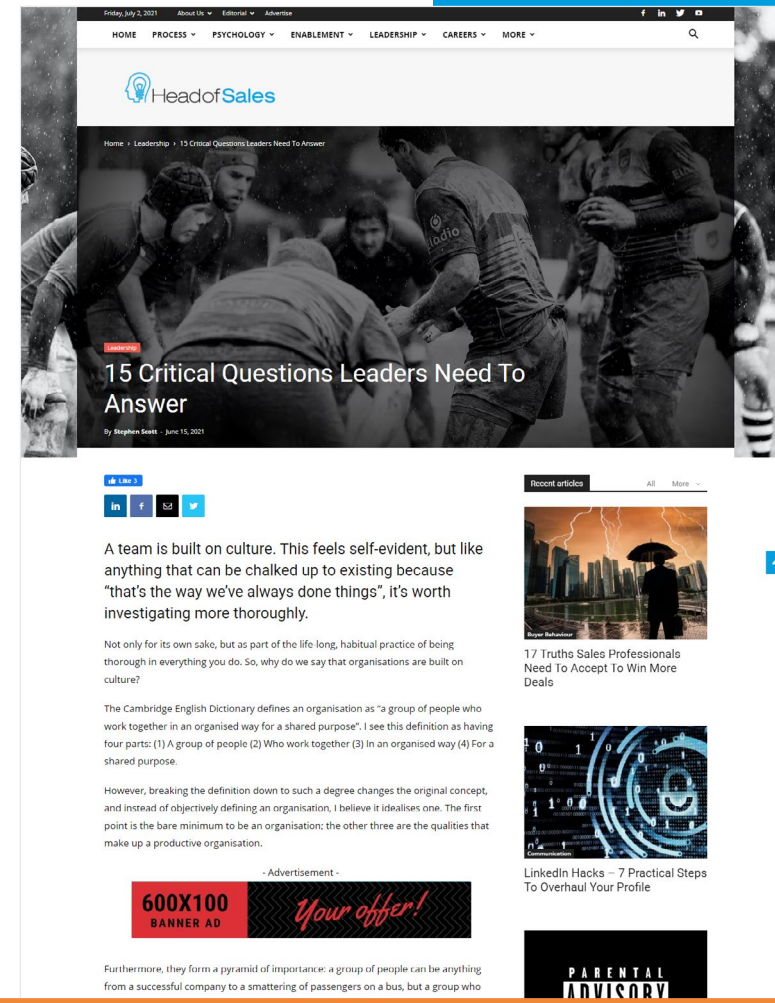 Friday, July 2, 2021 About Us Editorial Advertise
HOME PROCESS PSYCHOLOGY ENABLEMENT LEADERSHIP CAREERS MORE
HeadofSales
Home › Leadership › 15 Critical Questions Leaders Need To Answer
Leadership
15 Critical Questions Leaders Need To
Answer
By Stephen Scott - June 15, 2021
Like 3
A team is built on culture. This feels self-evident, but like
anything that can be chalked up to existing because
“that’s the way we’ve always done things”, it’s worth
investigating more thoroughly.
Not only for its own sake, but as part of the life-long, habitual practice of being
thorough in everything you do. So, why do we say that organisations are built on
culture?
The Cambridge English Dictionary defines an organisation as “a group of people who
work together in an organised way for a shared purpose”. I see this definition as having
four parts: (1) A group of people (2) Who work together (3) In an organised way (4) For a
shared purpose.
However, breaking the definition down to such a degree changes the original concept,
and instead of objectively defining an organisation, I believe it idealises one. The first
point is the bare minimum to be an organisation; the other three are the qualities that
make up a productive organisation.
- Advertisement -
600X100
BANNER AD
Your offer!
Furthermore, they form a pyramid of importance: a group of people can be anything
from a successful company to a smattering of passengers on a bus, but a group who
Recent articles All More
Buyer Behaviour
17 Truths Sales Professionals
Need To Accept To Win More
Deals
Communication
LinkedIn Hacks – 7 Practical Steps
To Overhaul Your Profile
PARENTAL
ADVISORY